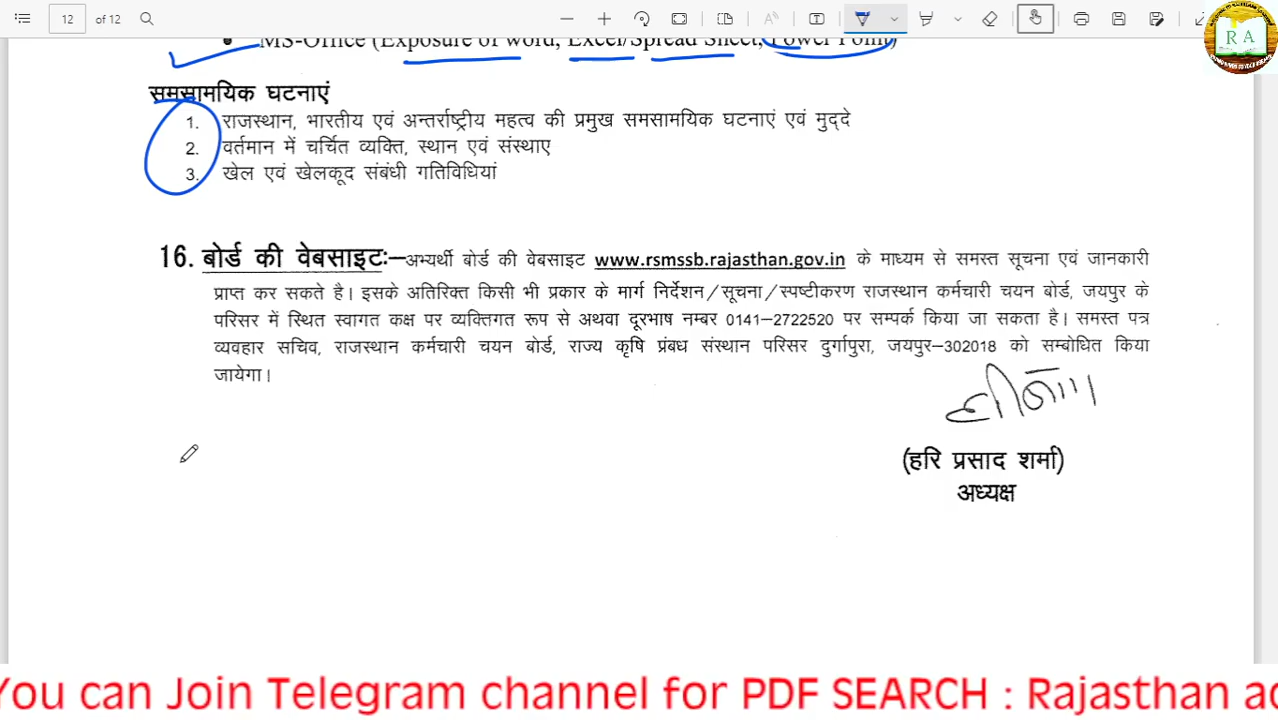 12 of 12
RA
MS-Office (Exposure of word, Excel/Spread Sheet, Power Point)
समसामयिक घटनाएं
1. राजस्थान, भारतीय एवं अन्तर्राष्ट्रीय महत्व की प्रमुख समसामयिक घटनाएं एवं मुद्दे
2. वर्तमान में चर्चित व्यक्ति, स्थान एवं संस्थाए
3. खेल एवं खेलकूद संबंधी गतिविधियां
16. बोर्ड की वेबसाइटः–अभ्यर्थी बोर्ड की वेबसाइट www.rsmssb.rajasthan.gov.in के माध्यम से समस्त सूचना एवं जानकारी
प्राप्त कर सकते है। इसके अतिरिक्त किसी भी प्रकार के मार्ग निर्देशन/सूचना/स्पष्टीकरण राजस्थान कर्मचारी चयन बोर्ड, जयपुर के
परिसर में स्थित स्वागत कक्ष पर व्यक्तिगत रूप से अथवा दूरभाष नम्बर 0141–2722520 पर सम्पर्क किया जा सकता है। समस्त पत्र
व्यवहार सचिव, राजस्थान कर्मचारी चयन बोर्ड, राज्य कृषि प्रंबध संस्थान परिसर दुर्गापुरा, जयपुर–302018 को सम्बोधित किया
जायेगा।
(हरि प्रसाद शर्मा)
अध्यक्ष
You can Join Telegram channel for PDF SEARCH : Rajasthan ac